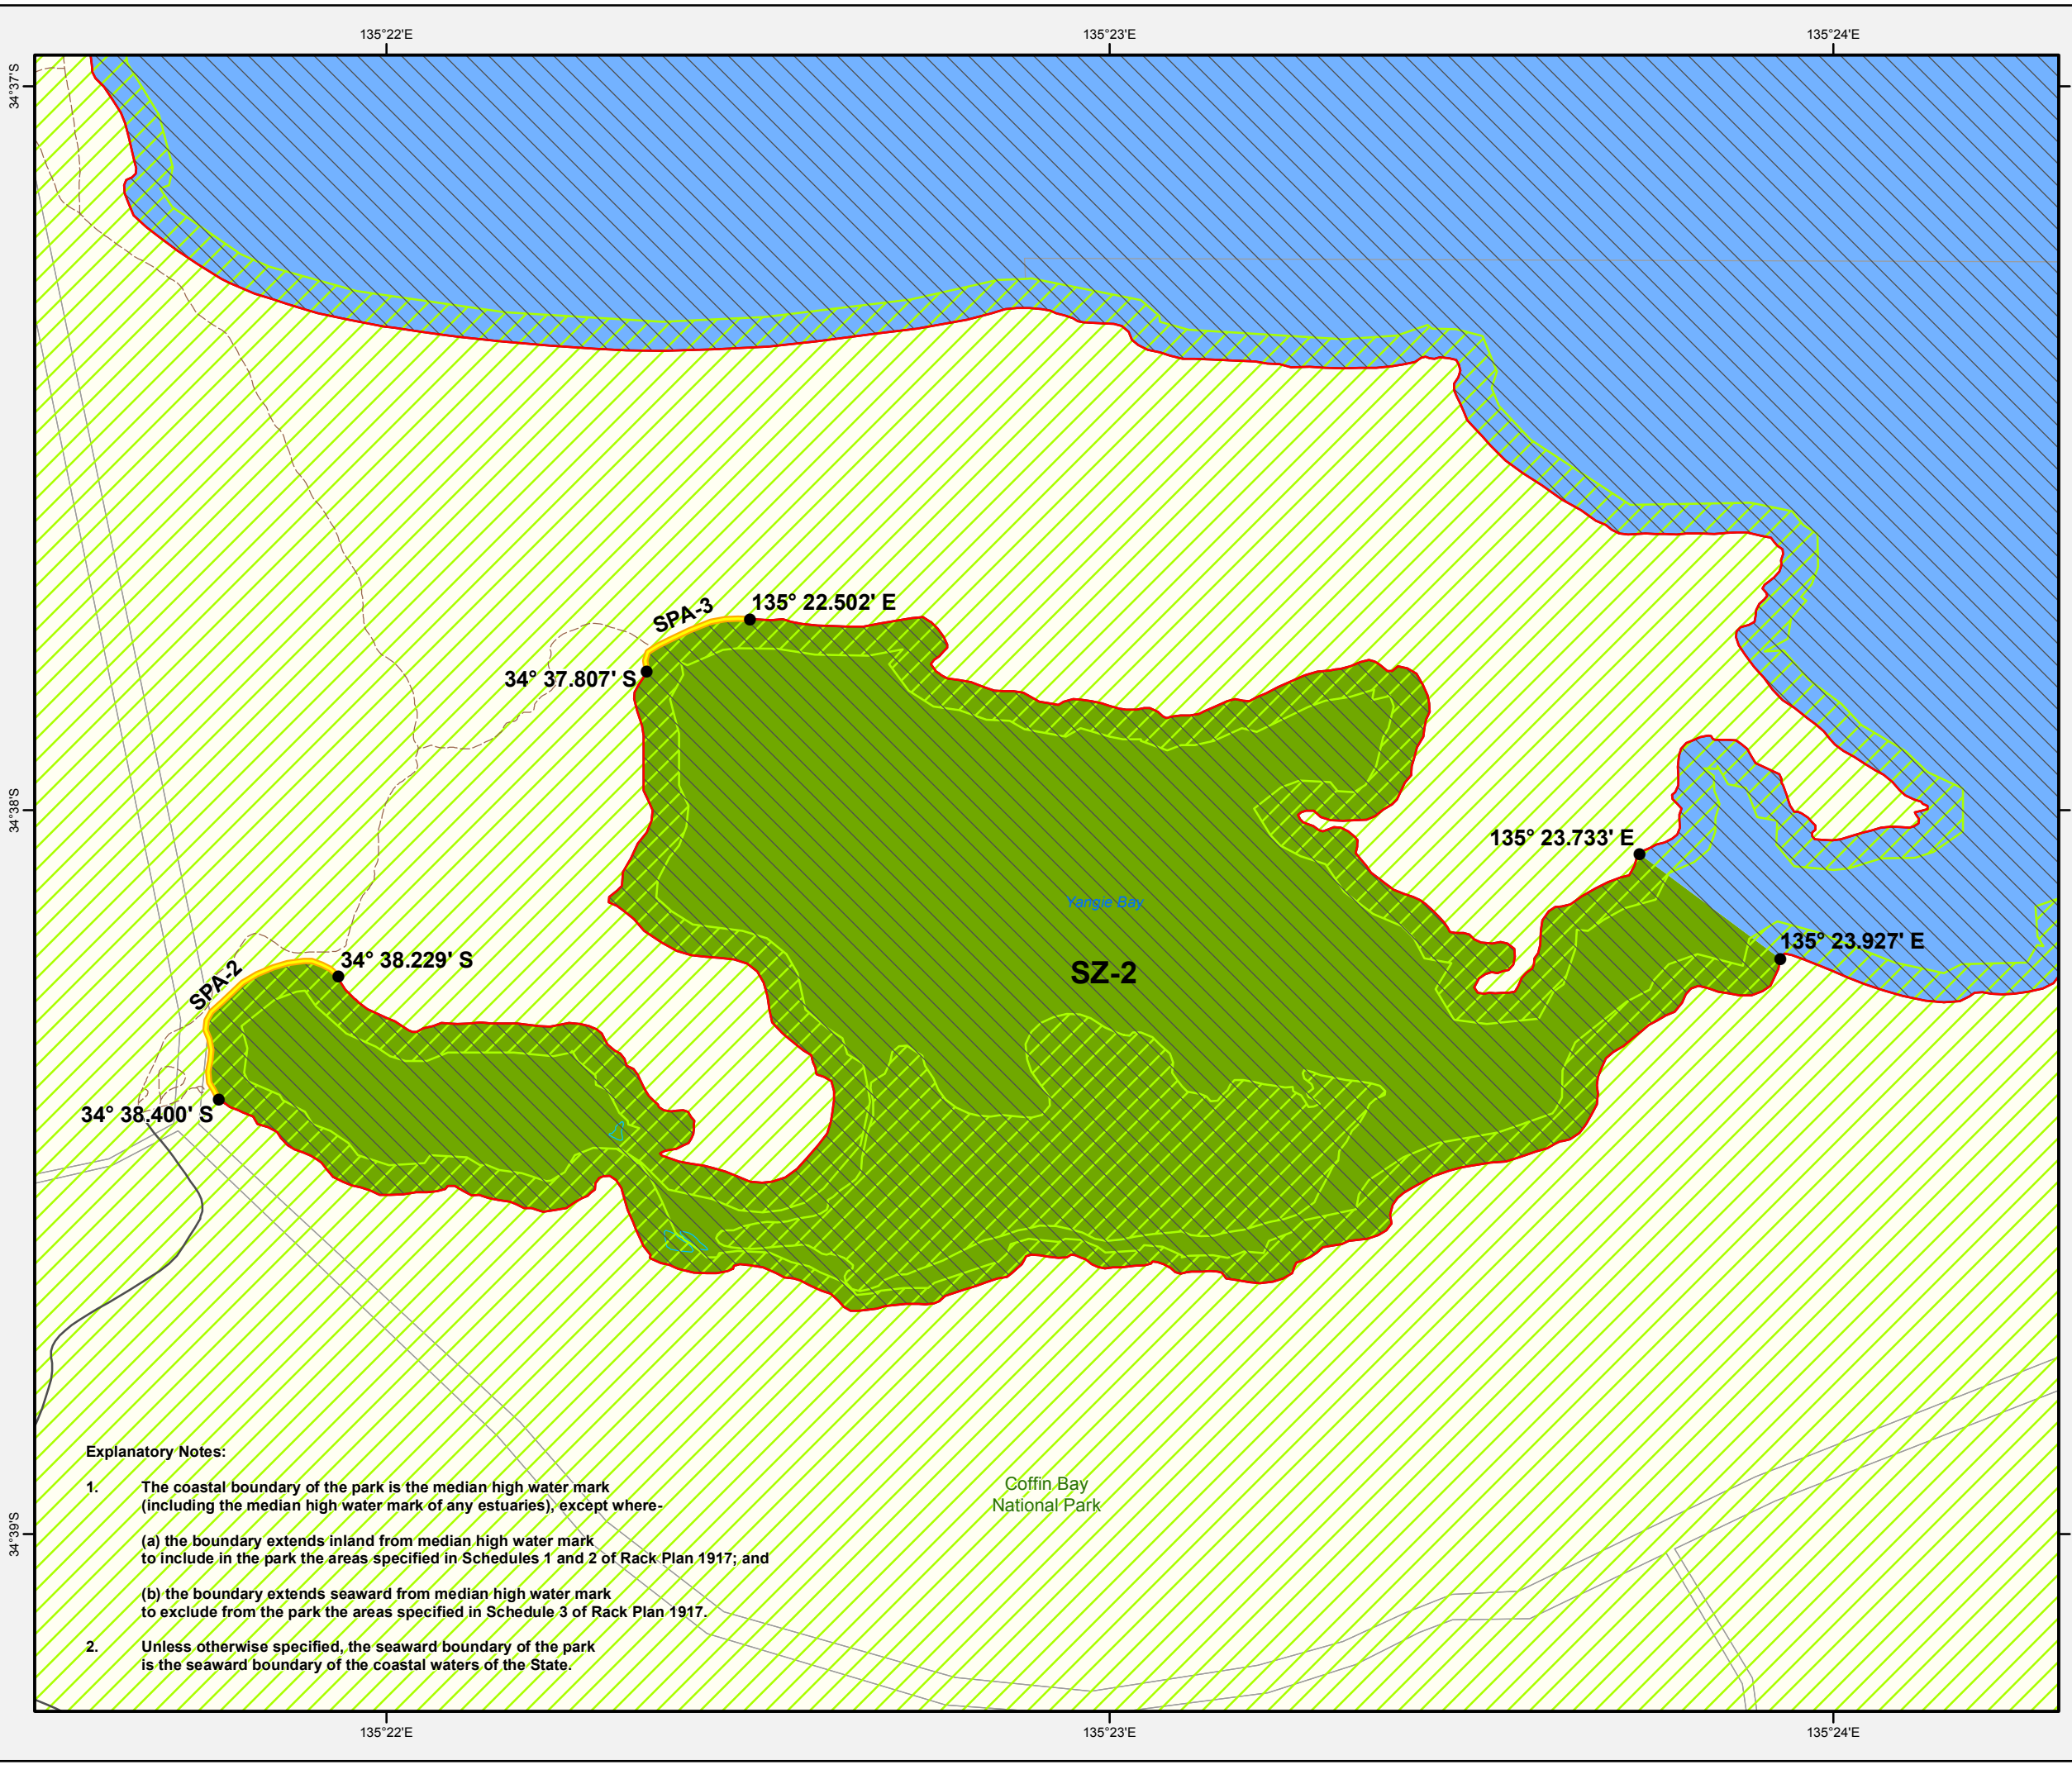 135°22'E
135°23'E
135°24'E
34°37'S
SPA-3
135° 22.502' E
34° 37.807' S
34°38'S
135° 23.733' E
Yangie Bay
135° 23.927' E
34° 38.229' S
SPA-2
SZ-2
34° 38.400' S
Explanatory Notes:
1. The coastal boundary of the park is the median high water mark
(including the median high water mark of any estuaries), except where-
(a) the boundary extends inland from median high water mark
to include in the park the areas specified in Schedules 1 and 2 of Rack Plan 1917; and
(b) the boundary extends seaward from median high water mark
to exclude from the park the areas specified in Schedule 3 of Rack Plan 1917.
2. Unless otherwise specified, the seaward boundary of the park
is the seaward boundary of the coastal waters of the State.
Coffin Bay
National Park
34°39'S
135°22'E
135°23'E
135°24'E